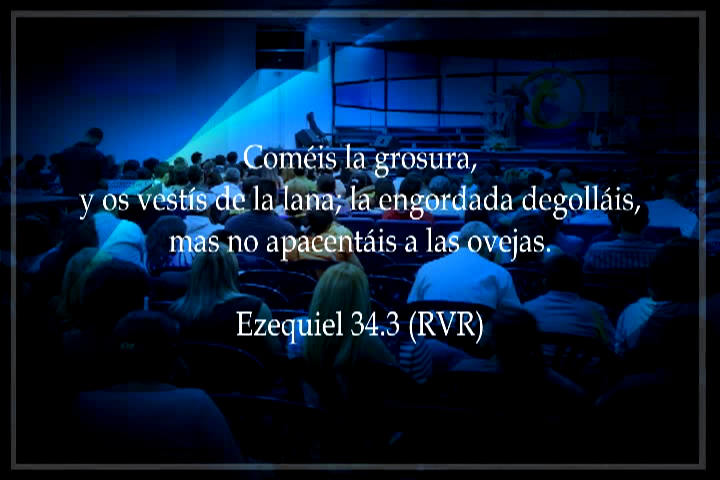 Coméis la grosura,
y os vestís de la lana; la engordada degolláis,
mas no apacentáis a las ovejas.
Ezequiel 34.3 (RVR)